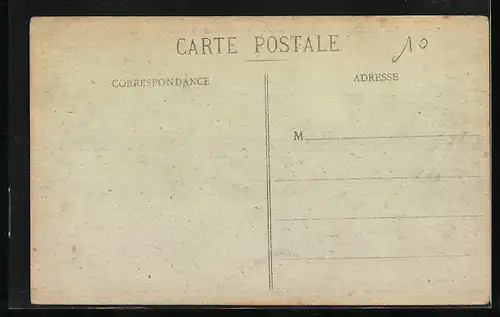 CARTE POSTALE
10
CORRESPONDANCE
ADRESSE
M